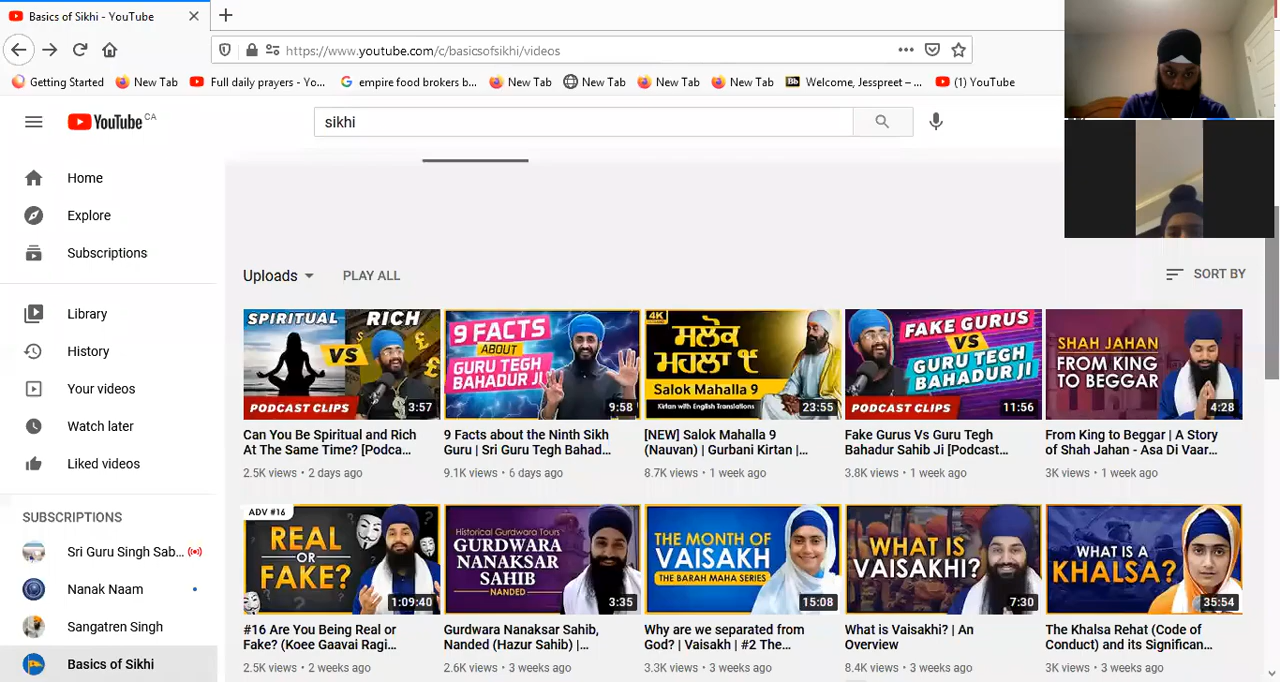 Basics of Sikhi - YouTube
https://www.youtube.com/c/basicsofsikhi/videos
Getting Started
New Tab
Full daily prayers - Yo...
empire food brokers b...
New Tab
New Tab
New Tab
New Tab
Bb Welcome, Jesspreet – ...
(1) YouTube
YouTube CA
sikhi
Home
Explore
Subscriptions
Library
History
Your videos
Watch later
Liked videos
SUBSCRIPTIONS
Sri Guru Singh Sab...
Nanak Naam
Sangatren Singh
Basics of Sikhi
Uploads
PLAY ALL
SORT BY
SPIRITUAL
VS
RICH
PODCAST CLIPS
3:57
Can You Be Spiritual and Rich
At The Same Time? [Podca...
2.5K views • 2 days ago
9 FACTS
ABOUT
GURU TEGH
BAHADUR JI
9:58
9 Facts about the Ninth Sikh
Guru | Sri Guru Tegh Bahad...
9.1K views • 6 days ago
4K
ਸਲੋਕ
ਮਹਲਾ ੯
Salok Mahalla 9
Kirtan with English Translations
23:55
[NEW] Salok Mahalla 9
(Nauvan) | Gurbani Kirtan |...
8.7K views • 1 week ago
FAKE GURUS
VS
GURU TEGH
BAHADUR JI
PODCAST CLIPS
11:56
Fake Gurus Vs Guru Tegh
Bahadur Sahib Ji [Podcast...
3.8K views • 1 week ago
SHAH JAHAN
FROM KING
TO BEGGAR
4:28
From King to Beggar | A Story
of Shah Jahan - Asa Di Vaar...
3K views • 1 week ago
ADV #16
REAL
OR
FAKE?
1:09:40
#16 Are You Being Real or
Fake? (Koee Gaavai Ragi...
2.5K views • 2 weeks ago
Historical Gurdwara Tours
GURDWARA
NANAKSAR
SAHIB
NANDED
3:35
Gurdwara Nanaksar Sahib,
Nanded (Hazur Sahib) |...
2.6K views • 3 weeks ago
THE MONTH OF
VAISAKH
THE BARAH MAHA SERIES
15:08
Why are we separated from
God? | Vaisakh | #2 The...
3.3K views • 3 weeks ago
WHAT IS
VAISAKHI?
7:30
What is Vaisakhi? | An
Overview
8.4K views • 3 weeks ago
WHAT IS A
KHALSA?
35:54
The Khalsa Rehat (Code of
Conduct) and its Significan...
3K views • 3 weeks ago